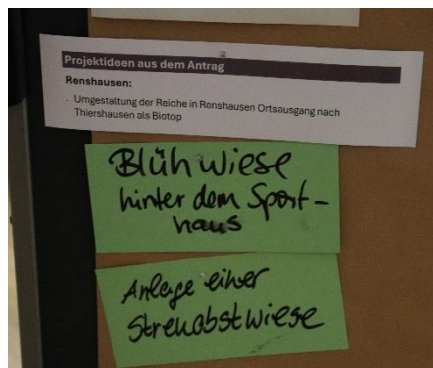 Projektideen aus dem Antrag
Renshausen:
- Umgestaltung der Reiche in Renshausen Ortsausgang nach
Thiershausen als Biotop
Blühwiese
hinter dem Sport-
haus
Anlage einer
Streuobstwiese